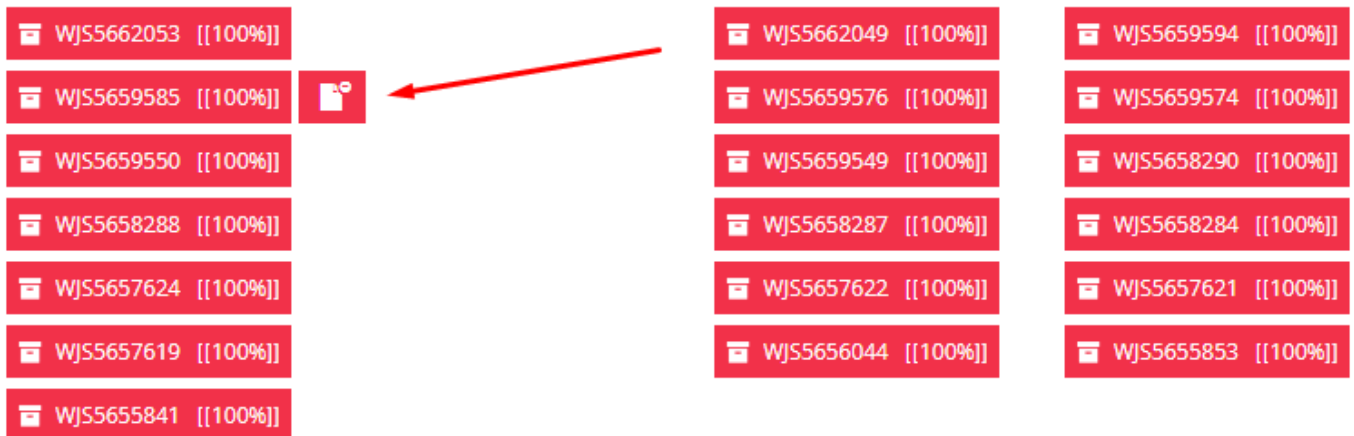 WJS5662053 [[100%]] WJS5662049 [[100%]] WJS5659594 [[100%]]
WJS5659585 [[100%]] WJS5659576 [[100%]] WJS5659574 [[100%]]
WJS5659550 [[100%]] WJS5659549 [[100%]] WJS5658290 [[100%]]
WJS5658288 [[100%]] WJS5658287 [[100%]] WJS5658284 [[100%]]
WJS5657624 [[100%]] WJS5657622 [[100%]] WJS5657621 [[100%]]
WJS5657619 [[100%]] WJS5656044 [[100%]] WJS5655853 [[100%]]
WJS5655841 [[100%]]